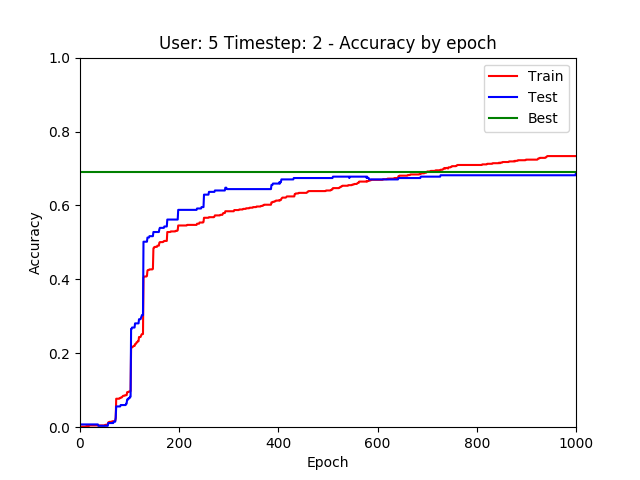 User: 5 Timestep: 2 - Accuracy by epoch
1.0
0.8
0.6
0.4
0.2
0.0
Accuracy
Train
Test
Best
0 200 400 600 800 1000
Epoch